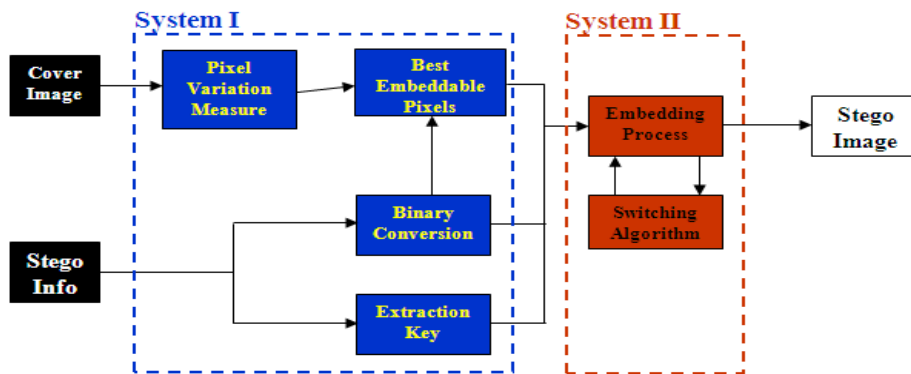 System I
System II
Cover
Image
Pixel
Variation
Measure
Best
Embeddable
Pixels
Embedding
Process
Stego
Image
Binary
Conversion
Switching
Algorithm
Stego
Info
Extraction
Key